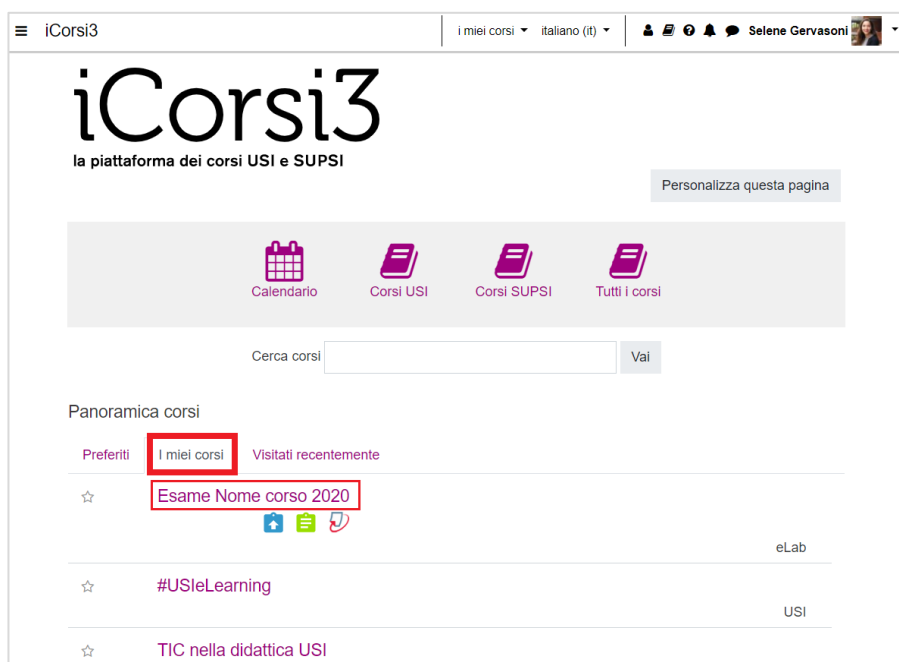 iCorsi3
i miei corsi italiano (it) Selene Gervasoni
iCorsi3
la piattaforma dei corsi USI e SUPSI
Personalizza questa pagina
Calendario Corsi USI Corsi SUPSI Tutti i corsi
Cerca corsi Vai
Panoramica corsi
Preferiti I miei corsi Visitati recentemente
Esame Nome corso 2020
eLab
#USIeLearning
USI
TIC nella didattica USI